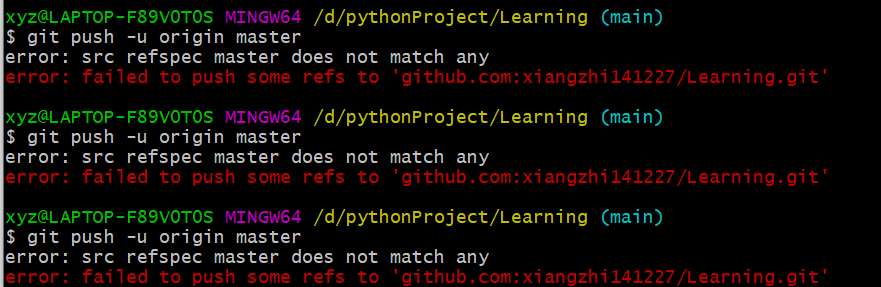 xyz@LAPTOP-F89V0T0S MINGW64 /d/pythonProject/Learning (main)
$ git push -u origin master
error: src refspec master does not match any
error: failed to push some refs to 'github.com:xiangzhi141227/Learning.git'
xyz@LAPTOP-F89V0T0S MINGW64 /d/pythonProject/Learning (main)
$ git push -u origin master
error: src refspec master does not match any
error: failed to push some refs to 'github.com:xiangzhi141227/Learning.git'
xyz@LAPTOP-F89V0T0S MINGW64 /d/pythonProject/Learning (main)
$ git push -u origin master
error: src refspec master does not match any
error: failed to push some refs to 'github.com:xiangzhi141227/Learning.git'